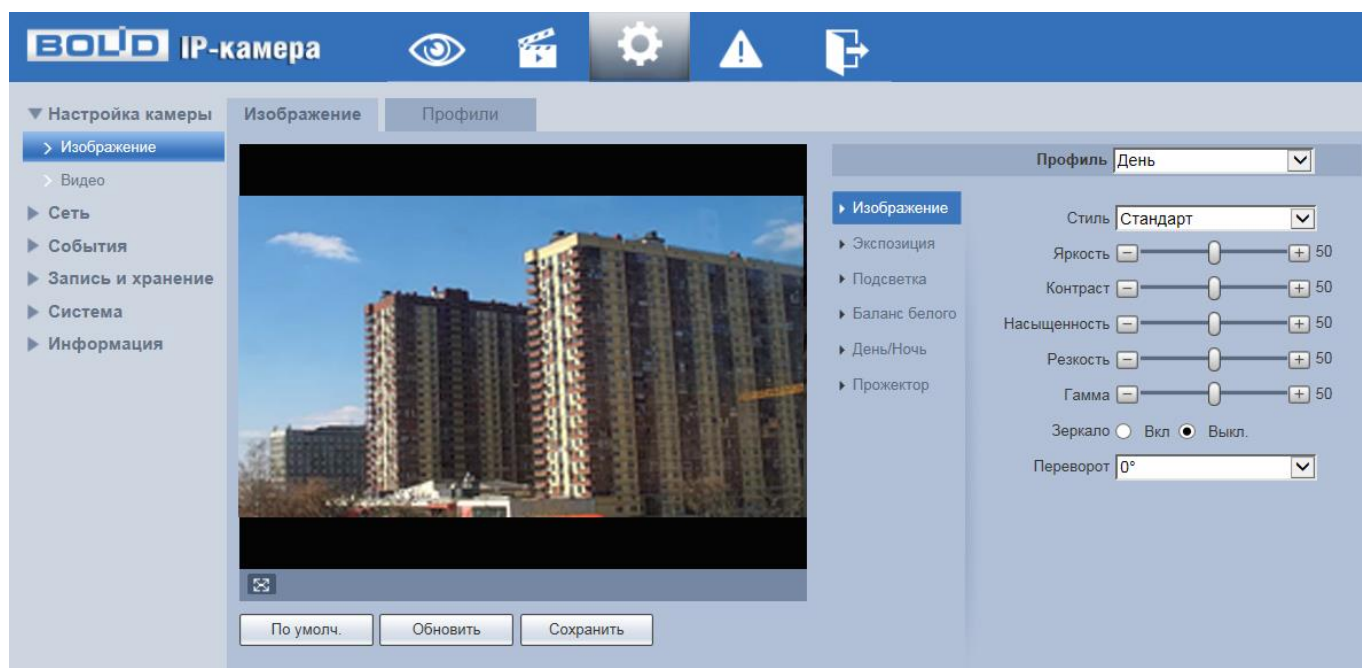 BOLID IP-камера
Настройка камеры
Изображение
Видео
Сеть
События
Запись и хранение
Система
Информация
Изображение
Профили
По умолч.
Обновить
Сохранить
Профиль День
Изображение
Экспозиция
Подсветка
Баланс белого
День/Ночь
Прожектор
Стиль Стандарт
Яркость 50
Контраст 50
Насыщенность 50
Резкость 50
Гамма 50
Зеркало Вкл Выкл.
Переворот 0°